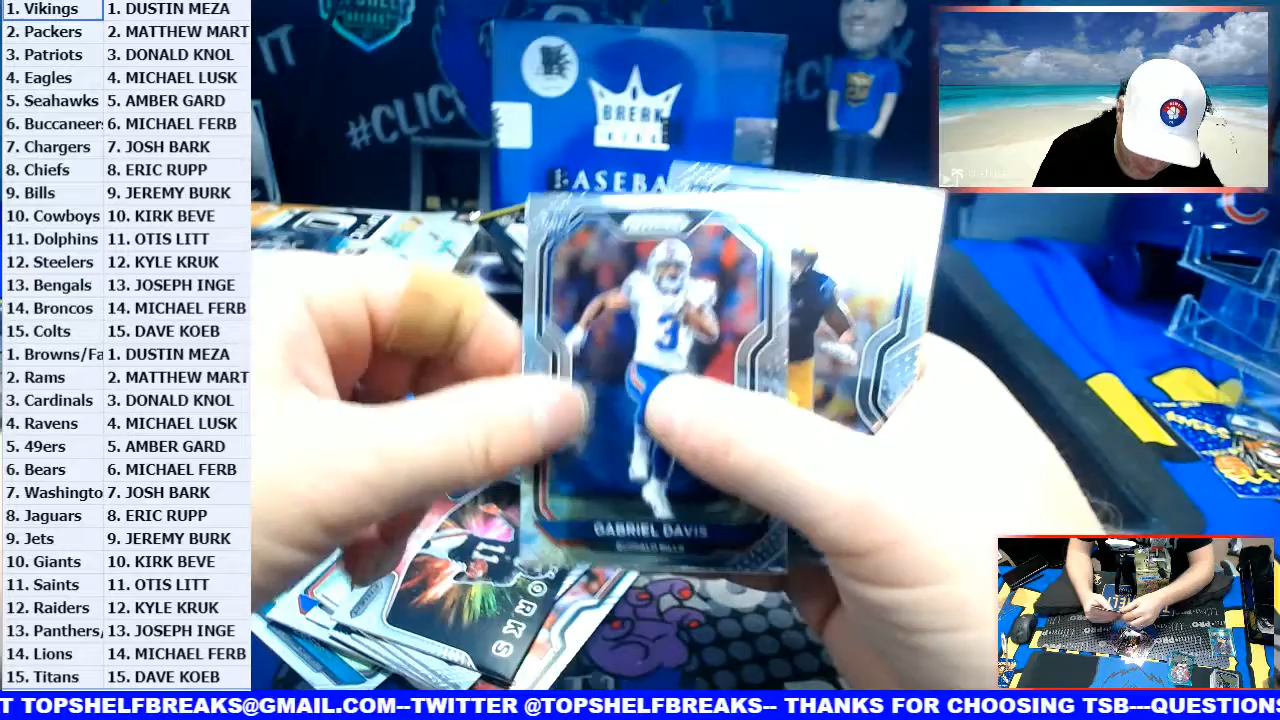 1. Vikings 1. DUSTIN MEZA
2. Packers 2. MATTHEW MART
3. Patriots 3. DONALD KNOL
4. Eagles 4. MICHAEL LUSK
5. Seahawks 5. AMBER GARD
6. Buccaneer 6. MICHAEL FERB
7. Chargers 7. JOSH BARK
8. Chiefs 8. ERIC RUPP
9. Bills 9. JEREMY BURK
10. Cowboys 10. KIRK BEVE
11. Dolphins 11. OTIS LITT
12. Steelers 12. KYLE KRUK
13. Bengals 13. JOSEPH INGE
14. Broncos 14. MICHAEL FERB
15. Colts 15. DAVE KOEB
1. Browns/Fa 1. DUSTIN MEZA
2. Rams 2. MATTHEW MART
3. Cardinals 3. DONALD KNOL
4. Ravens 4. MICHAEL LUSK
5. 49ers 5. AMBER GARD
6. Bears 6. MICHAEL FERB
7. Washingto 7. JOSH BARK
8. Jaguars 8. ERIC RUPP
9. Jets 9. JEREMY BURK
10. Giants 10. KIRK BEVE
11. Saints 11. OTIS LITT
12. Raiders 12. KYLE KRUK
13. Panthers/ 13. JOSEPH INGE
14. Lions 14. MICHAEL FERB
15. Titans 15. DAVE KOEB
#CLICK
BREAK
KING
BASEBA
3
GABRIEL DAVIS
BUFFALO BILLS
11
ORKS
T TOPSHELFBREAKS@GMAIL.COM--TWITTER @TOPSHELFBREAKS-- THANKS FOR CHOOSING TSB---QUESTIONS